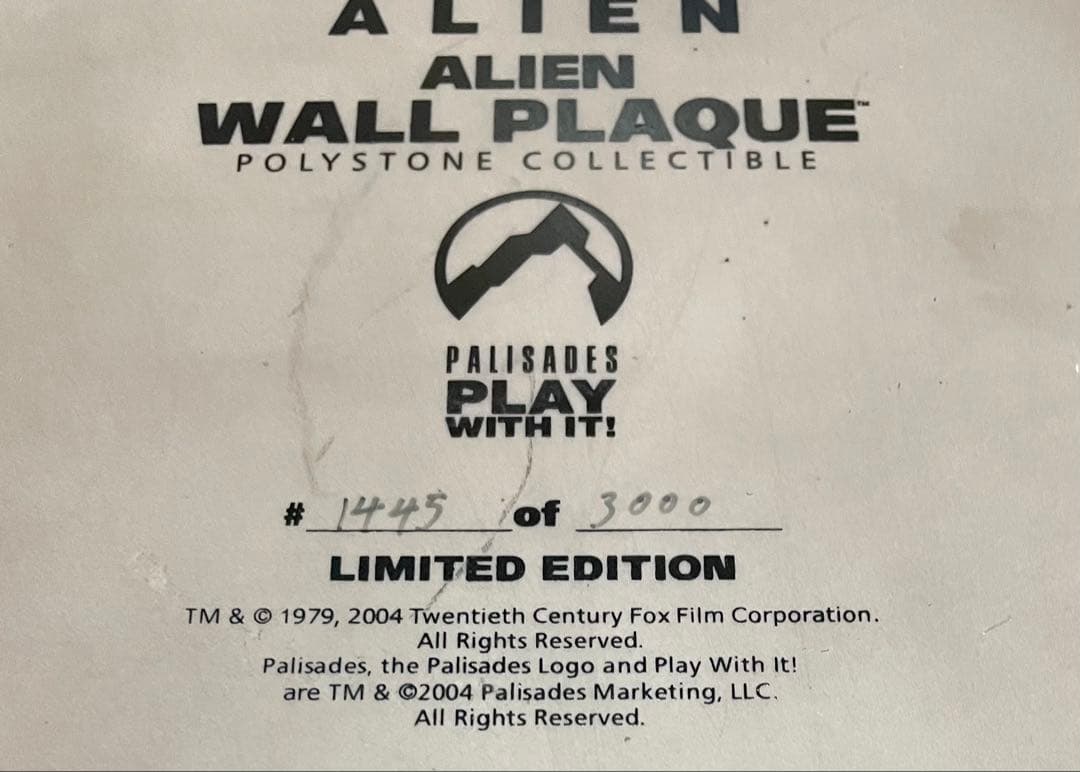 ALIEN
ALIEN
WALL PLAQUE™
POLYSTONE COLLECTIBLE
PALISADES
PLAY
WITH IT!
# 1445 of 3000
LIMITED EDITION
TM & © 1979, 2004 Twentieth Century Fox Film Corporation.
All Rights Reserved.
Palisades, the Palisades Logo and Play With It!
are TM & ©2004 Palisades Marketing, LLC.
All Rights Reserved.